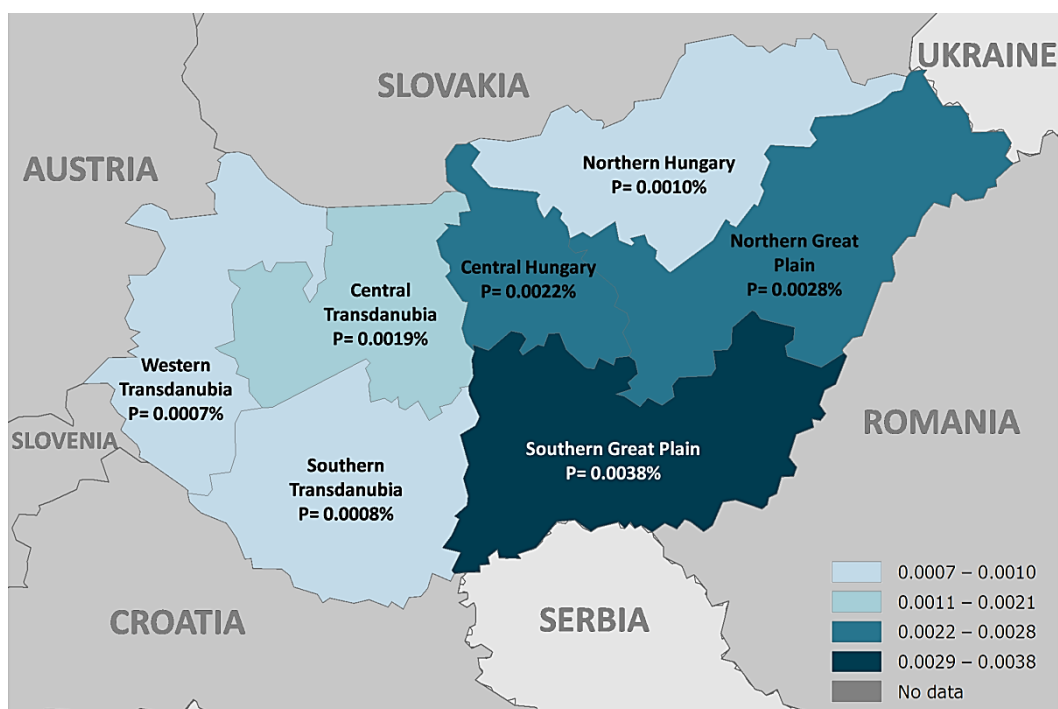 UKRAINE
SLOVAKIA
AUSTRIA
Northern Hungary
P= 0.0010%
Northern Great
Plain
P= 0.0028%
Central Hungary
P= 0.0022%
Central
Transdanubia
P= 0.0019%
Western
Transdanubia
P= 0.0007%
SLOVENIA
ROMANIA
Southern Great Plain
P= 0.0038%
Southern
Transdanubia
P= 0.0008%
CROATIA
SERBIA
0.0007 – 0.0010
0.0011 – 0.0021
0.0022 – 0.0028
0.0029 – 0.0038
No data